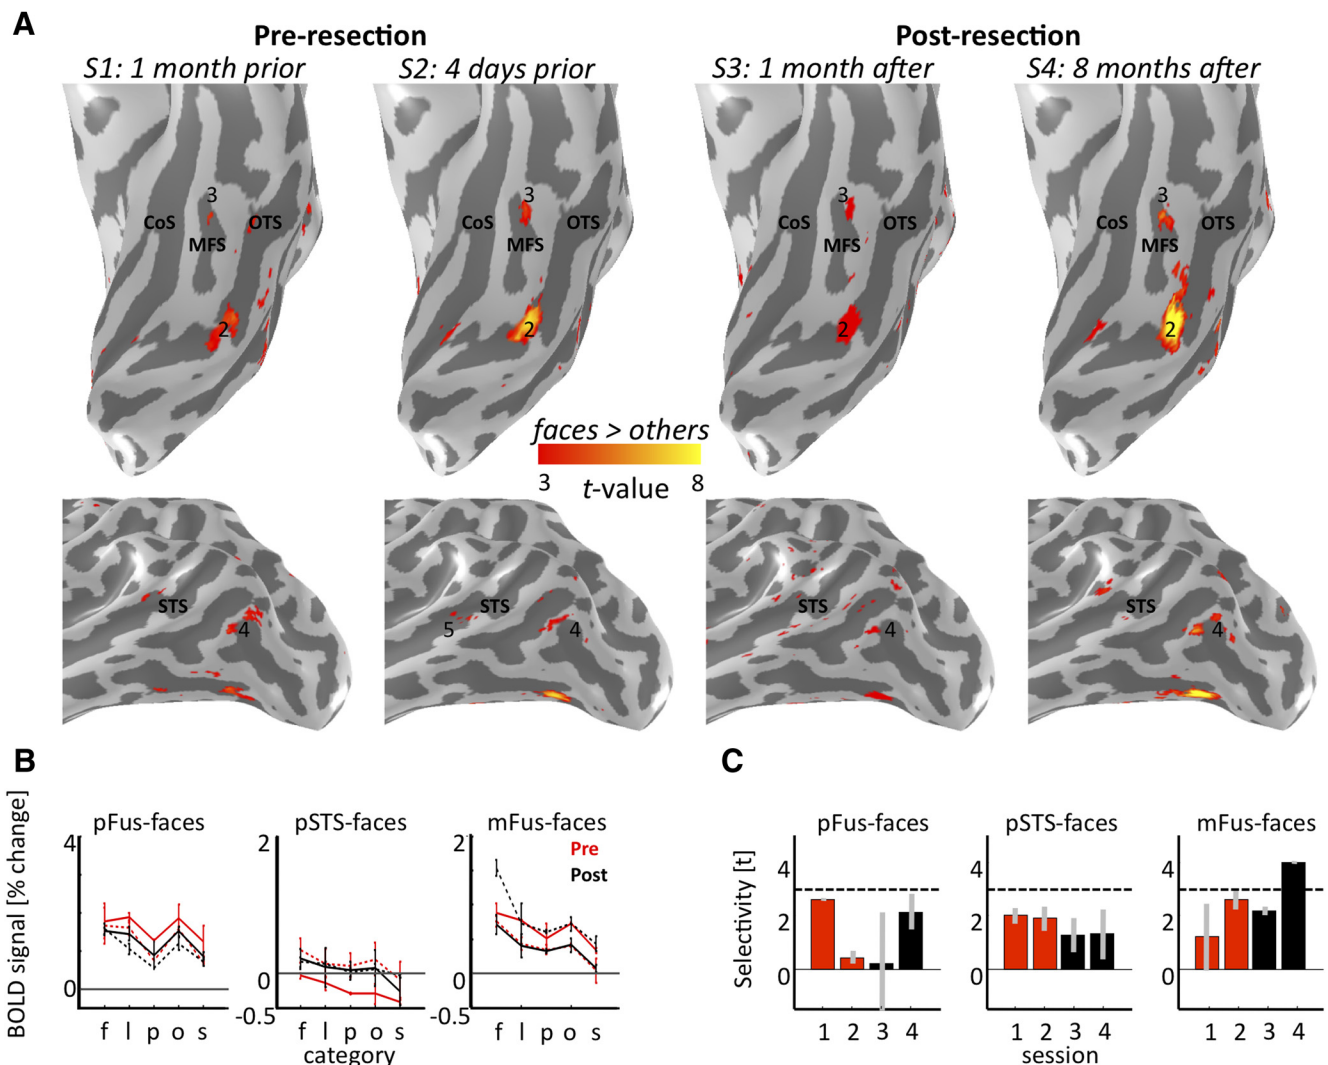 A
Pre-resection
Post-resection
S1: 1 month prior
S2: 4 days prior
S3: 1 month after
S4: 8 months after
3
CoS
OTS
MFS
2
3
CoS
OTS
MFS
2
3
CoS
OTS
MFS
2
3
CoS
OTS
MFS
2
faces > others
3
t-value
8
STS
4
STS
5
4
STS
4
STS
4
B
BOLD signal [% change]
pFus-faces
4
2
0
f l p o s
pSTS-faces
2
0
-0.5
f l p o s
category
mFus-faces
2
0
-0.5
f l p o s
Pre
Post
C
Selectivity [t]
pFus-faces
4
2
0
1 2 3 4
pSTS-faces
4
2
0
1 2 3 4
session
mFus-faces
4
2
0
1 2 3 4